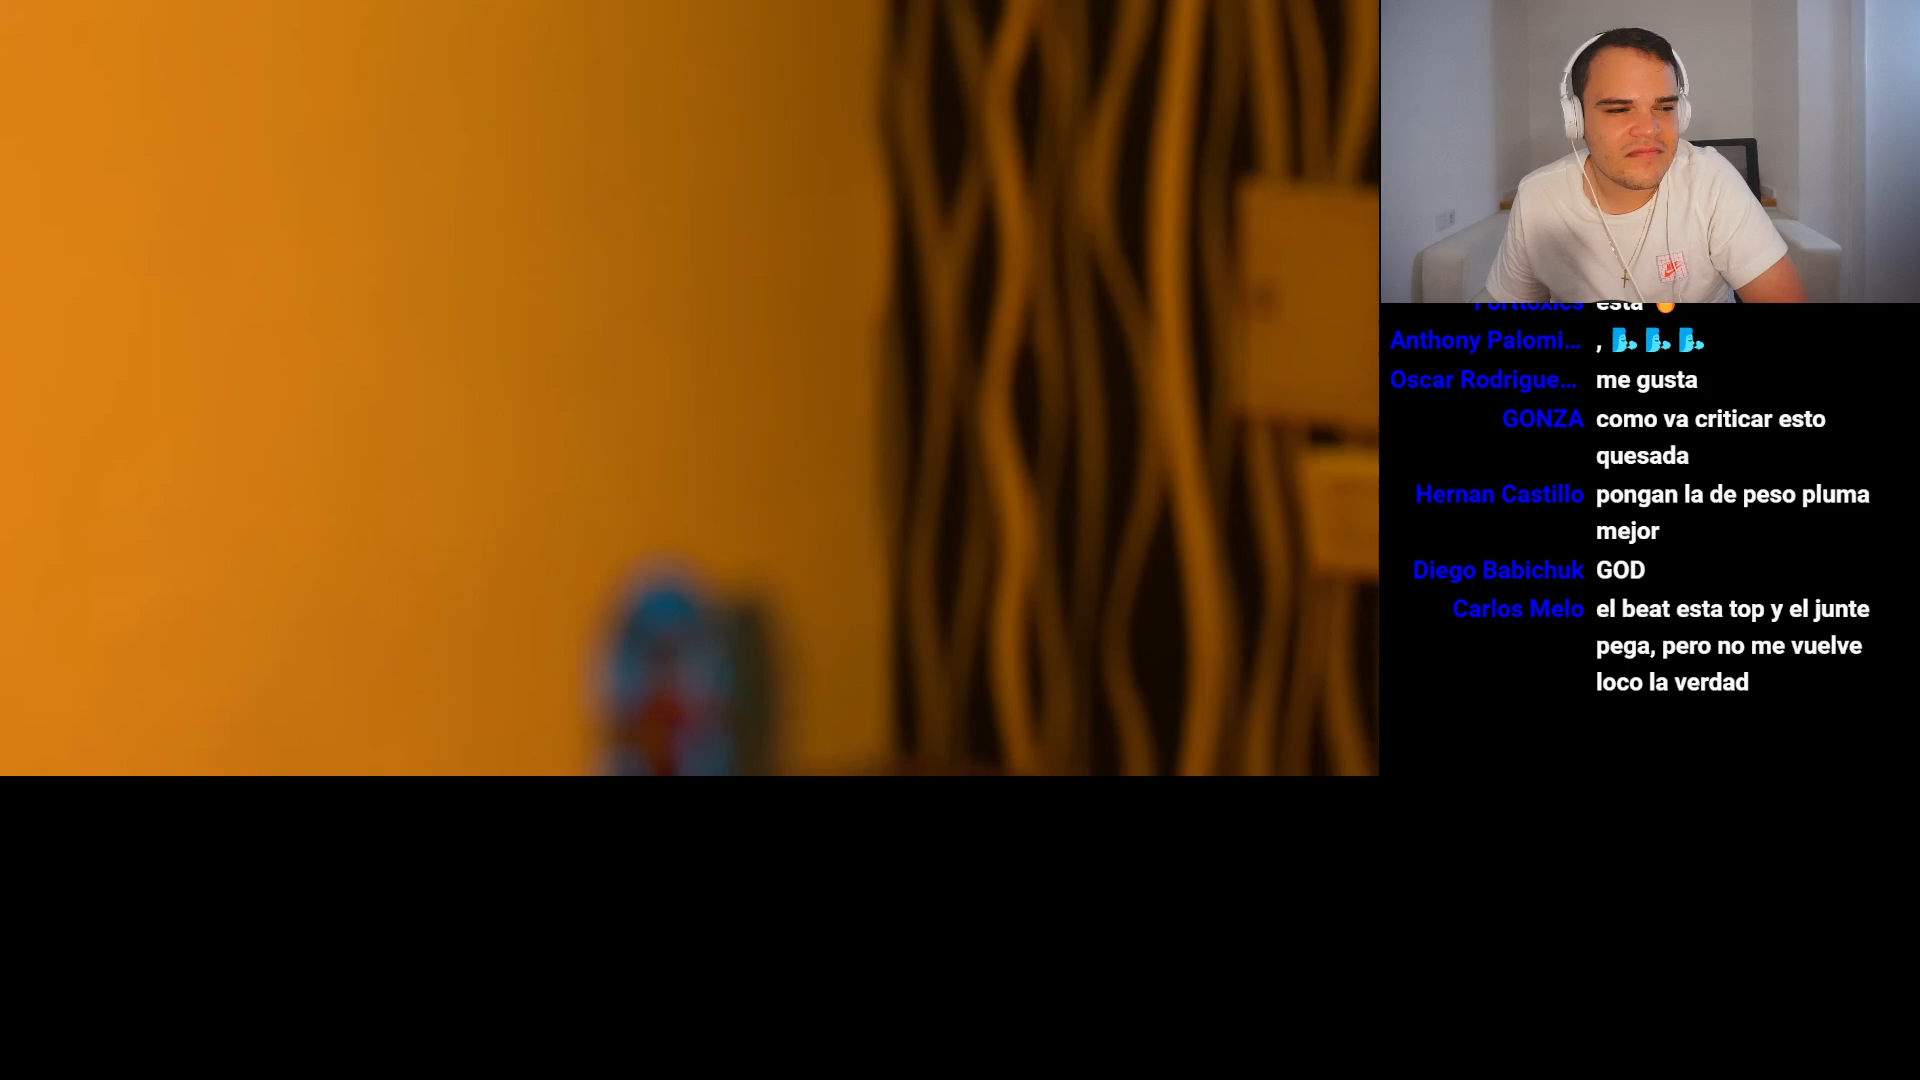 esta
Anthony Palomi... ,
Oscar Rodrigue... me gusta
GONZA como va criticar esto
quesada
Hernan Castillo pongan la de peso pluma
mejor
Diego Babichuk GOD
Carlos Melo el beat esta top y el junte
pega, pero no me vuelve
loco la verdad